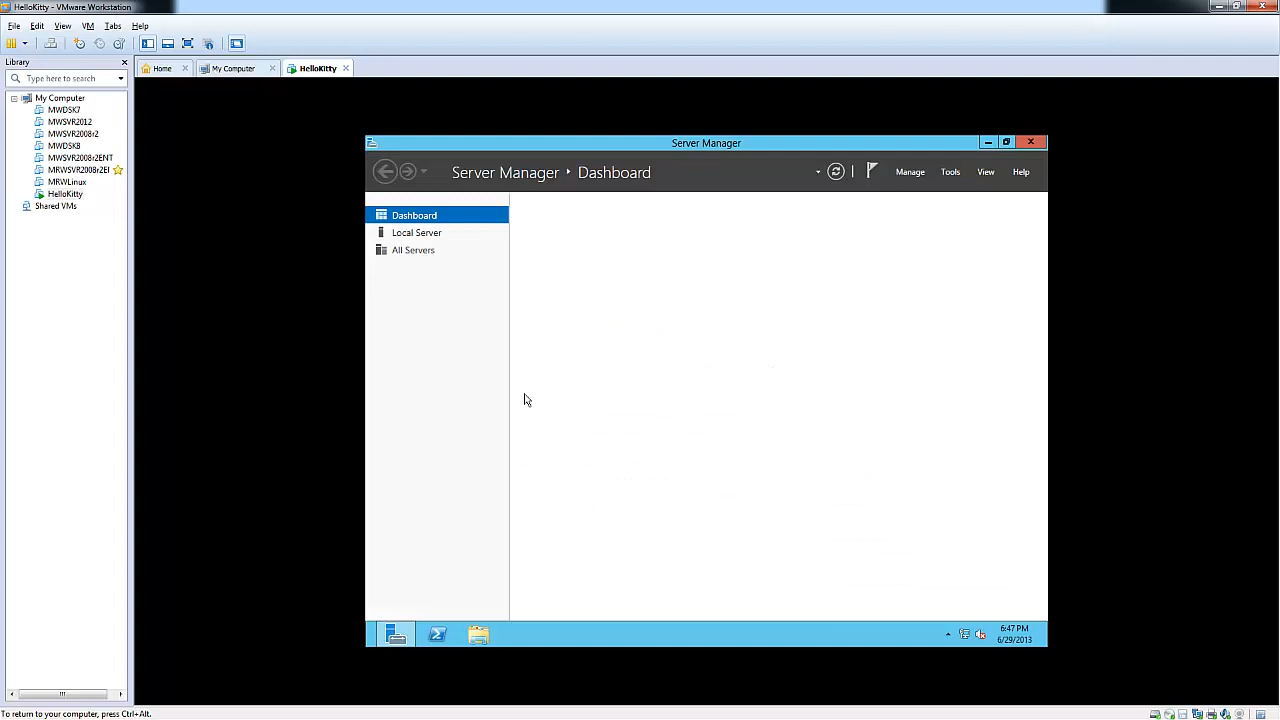 HelloKitty - VMware Workstation
File Edit View VM Tabs Help
Library
Type here to search
Home
My Computer
HelloKitty
My Computer
MWDSK7
MWSVR2012
MWSVR2008r2
MWDSK8
MWSVR2008r2ENT
MRWSVR2008r2EI
MRWLinux
HelloKitty
Shared VMs
Server Manager
Server Manager Dashboard
Manage Tools View Help
Dashboard
Local Server
All Servers
6:47 PM
6/29/2013
To return to your computer, press Ctrl+Alt.